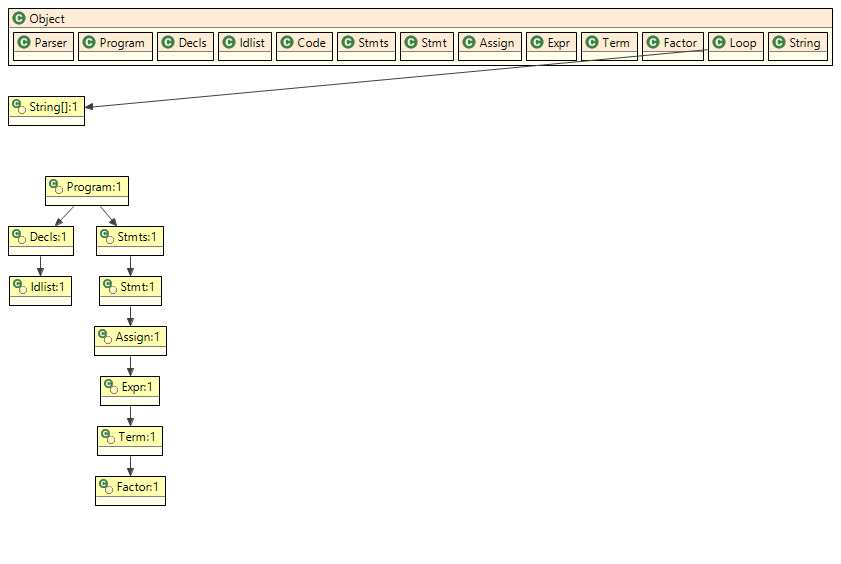 Object
Parser Program Decls Idlist Code Stmts Stmt Assign Expr Term Factor Loop String
String[]:1
Program:1
Decls:1 Stmts:1
Idlist:1 Stmt:1
Assign:1
Expr:1
Term:1
Factor:1